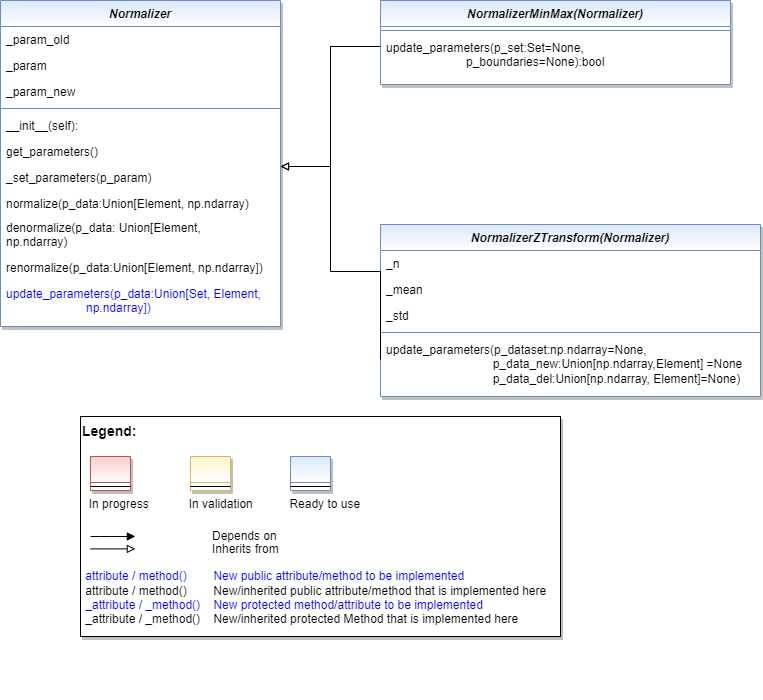 Normalizer
_param_old
_param
_param_new
__init__(self):
get_parameters()
_set_parameters(p_param)
normalize(p_data:Union[Element, np.ndarray)
denormalize(p_data: Union[Element,
np.ndarray)
renormalize(p_data:Union[Element, np.ndarray])
update_parameters(p_data:Union[Set, Element,
np.ndarray])
NormalizerMinMax(Normalizer)
update_parameters(p_set:Set=None,
p_boundaries=None):bool
NormalizerZTransform(Normalizer)
_n
_mean
_std
update_parameters(p_dataset:np.ndarray=None,
p_data_new:Union[np.ndarray,Element] =None
p_data_del:Union[np.ndarray, Element]=None)
Legend:
In progress
In validation
Ready to use
Depends on
Inherits from
attribute / method() New public attribute/method to be implemented
attribute / method() New/inherited public attribute/method that is implemented here
_attribute / _method() New protected method/attribute to be implemented
_attribute / _method() New/inherited protected Method that is implemented here